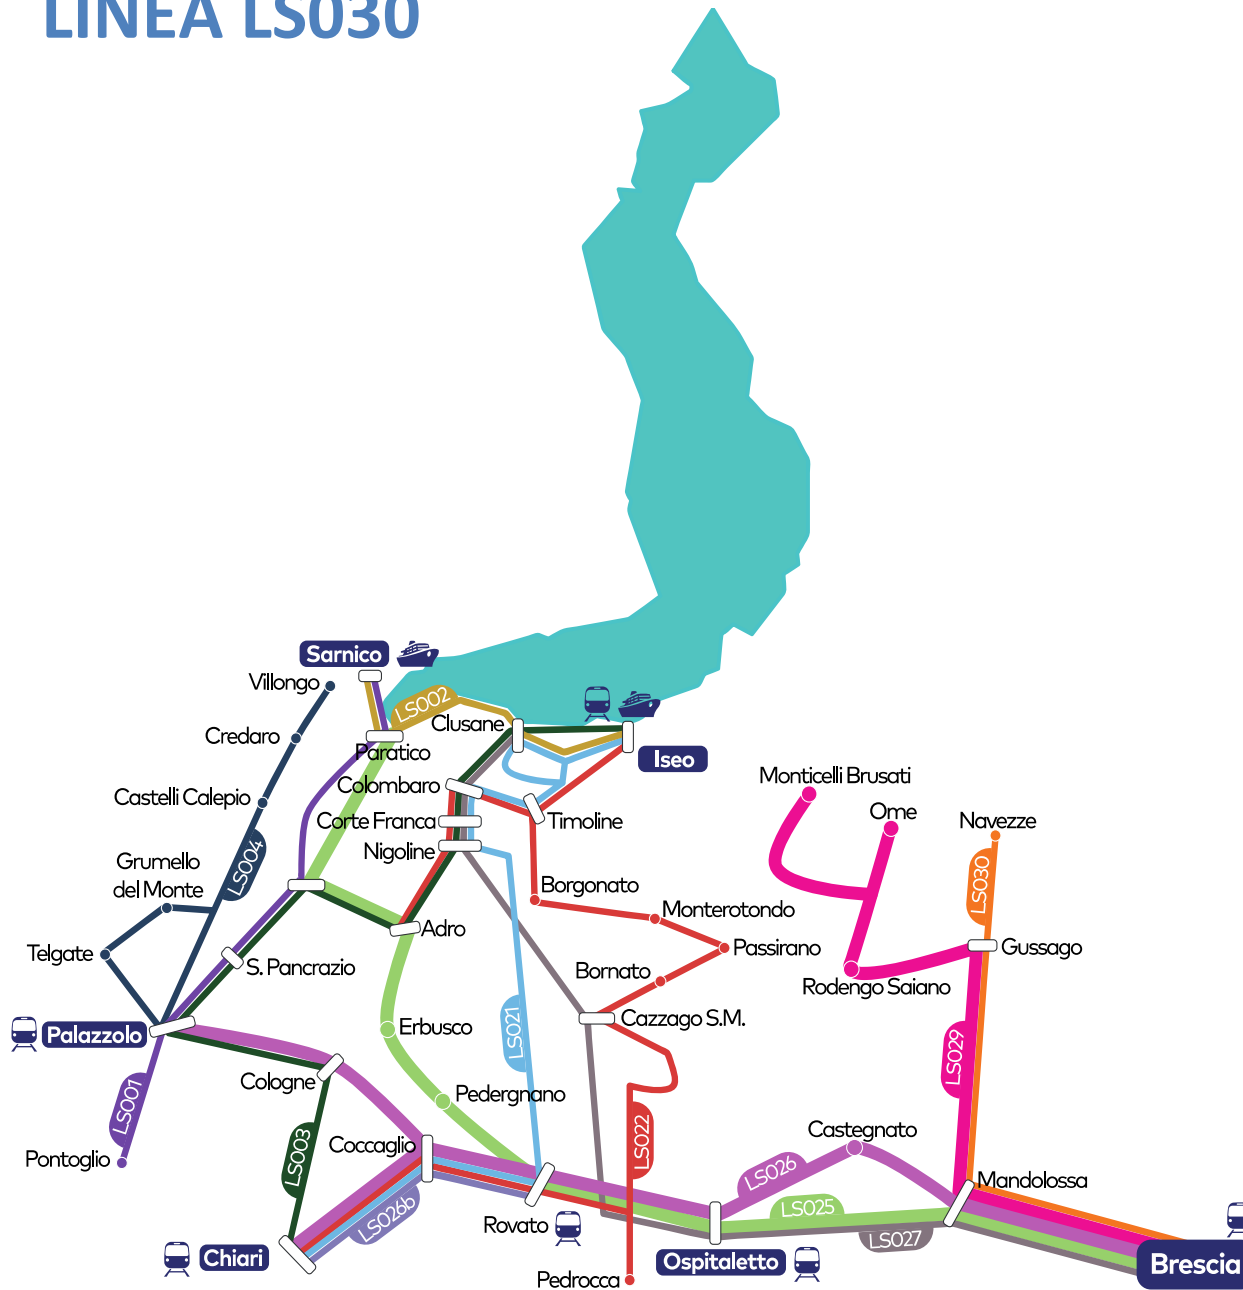 LINEA LS030
Sarnico
Villongo
LS002
Clusane
Credaro
Paratico
Iseo
Colombaro
Monticelli Brusati
Castelli Calepio
Ome
Corte Franca
Timoline
Navezze
Nigoline
Grumello
del Monte
LS004
LS030
Borgonato
Monterotondo
Adro
Telgate
S. Pancrazio
Passirano
Gussago
Bornato
Rodengo Saiano
Palazzolo
Erbusco
LS021
Cazzago S.M.
Cologne
LS029
LS001
Pedergnano
Pontoglio
LS003
Coccaglio
LS022
Castegnato
LS026
Mandolossa
LS026b
Rovato
LS025
LS027
Chiari
Ospitaletto
Brescia
Pedrocca